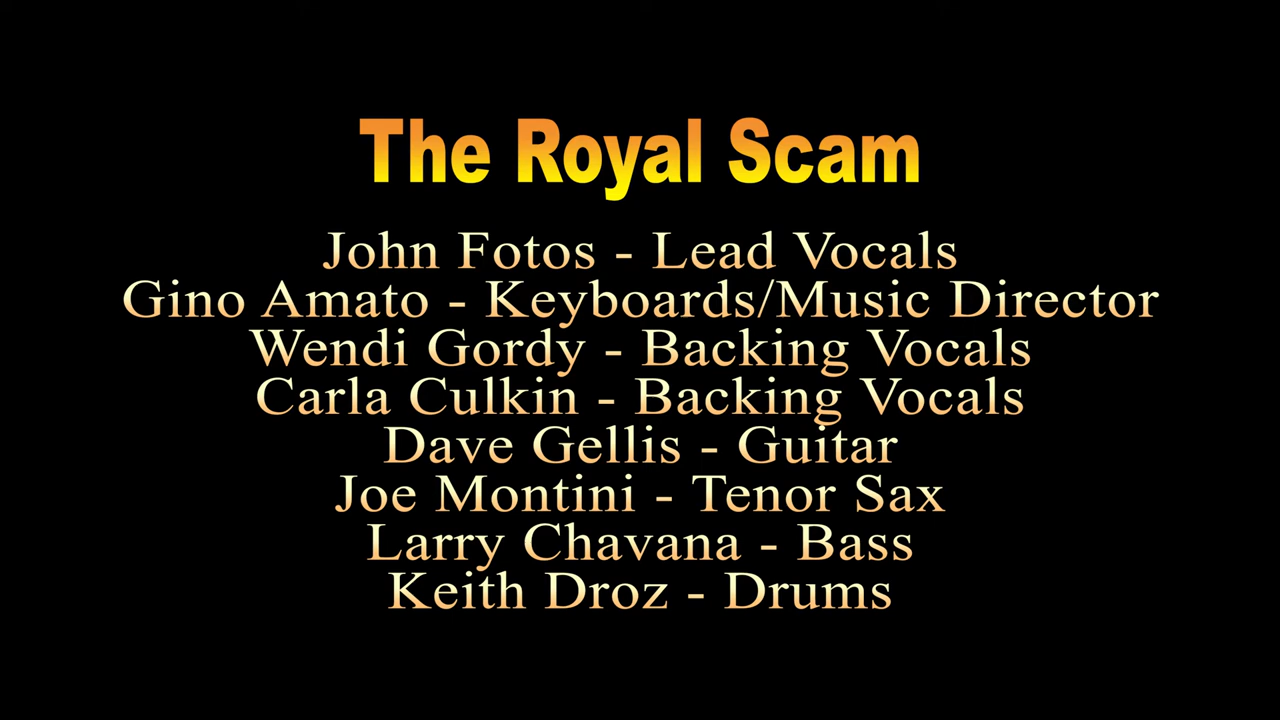 The Royal Scam
John Fotos - Lead Vocals
Gino Amato - Keyboards/Music Director
Wendi Gordy - Backing Vocals
Carla Culkin - Backing Vocals
Dave Gellis - Guitar
Joe Montini - Tenor Sax
Larry Chavana - Bass
Keith Droz - Drums